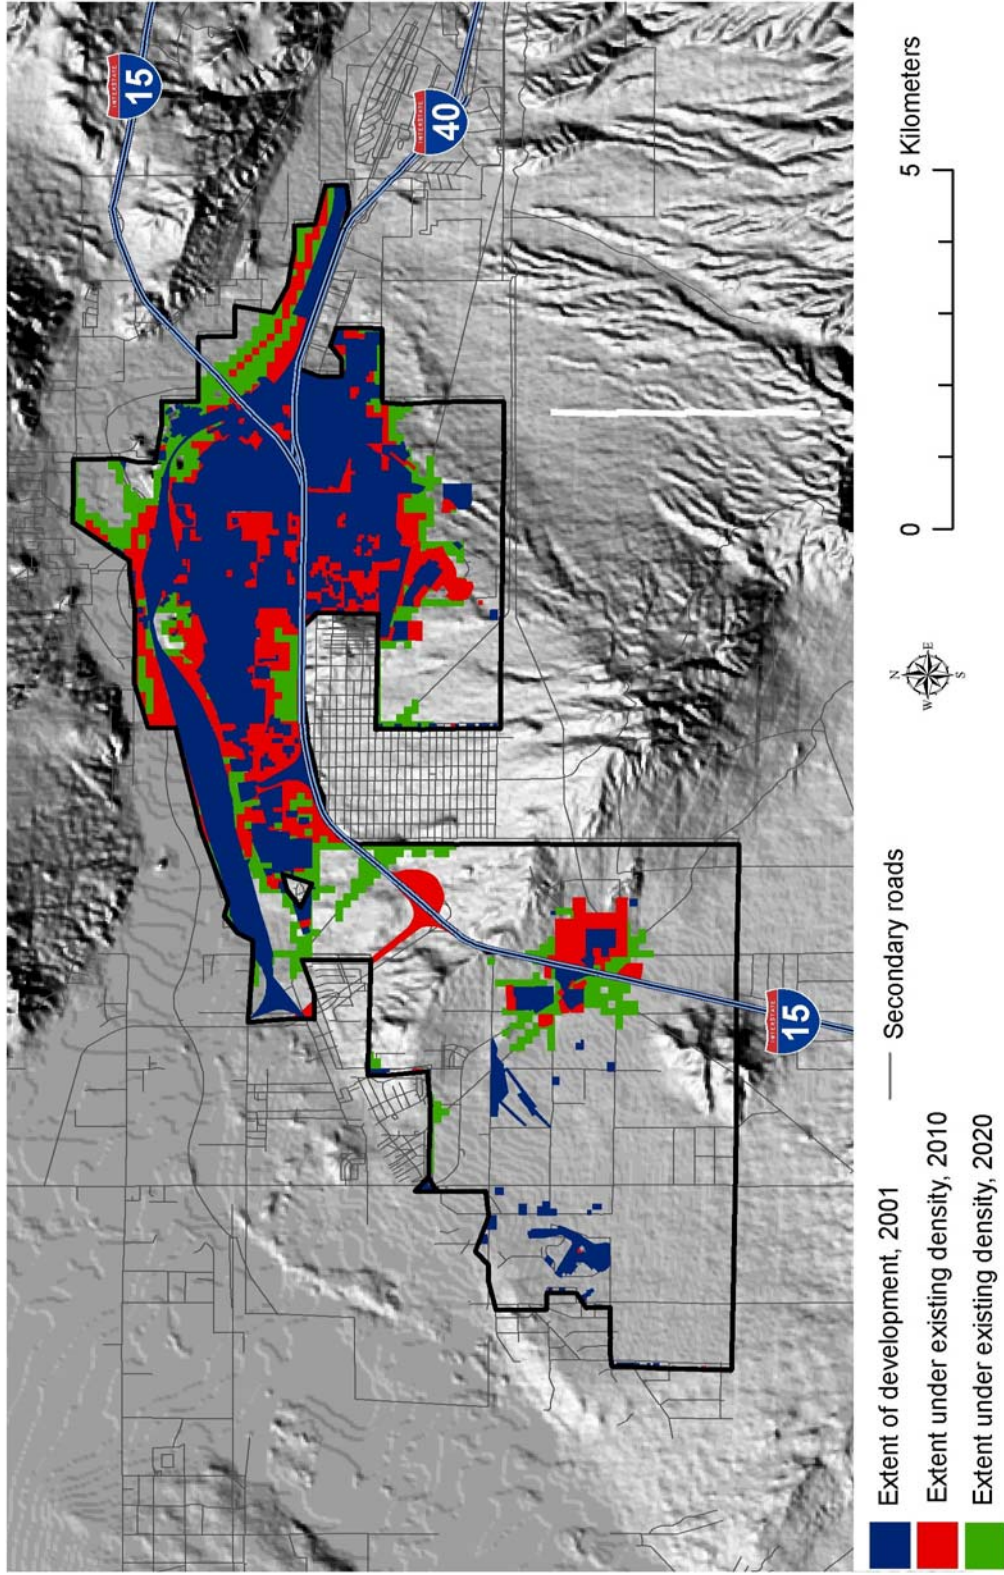 INTERSTATE
15
INTERSTATE
40
INTERSTATE
15
Extent of development, 2001
Extent under existing density, 2010
Extent under existing density, 2020
Secondary roads
N
W
E
S
0
5 Kilometers